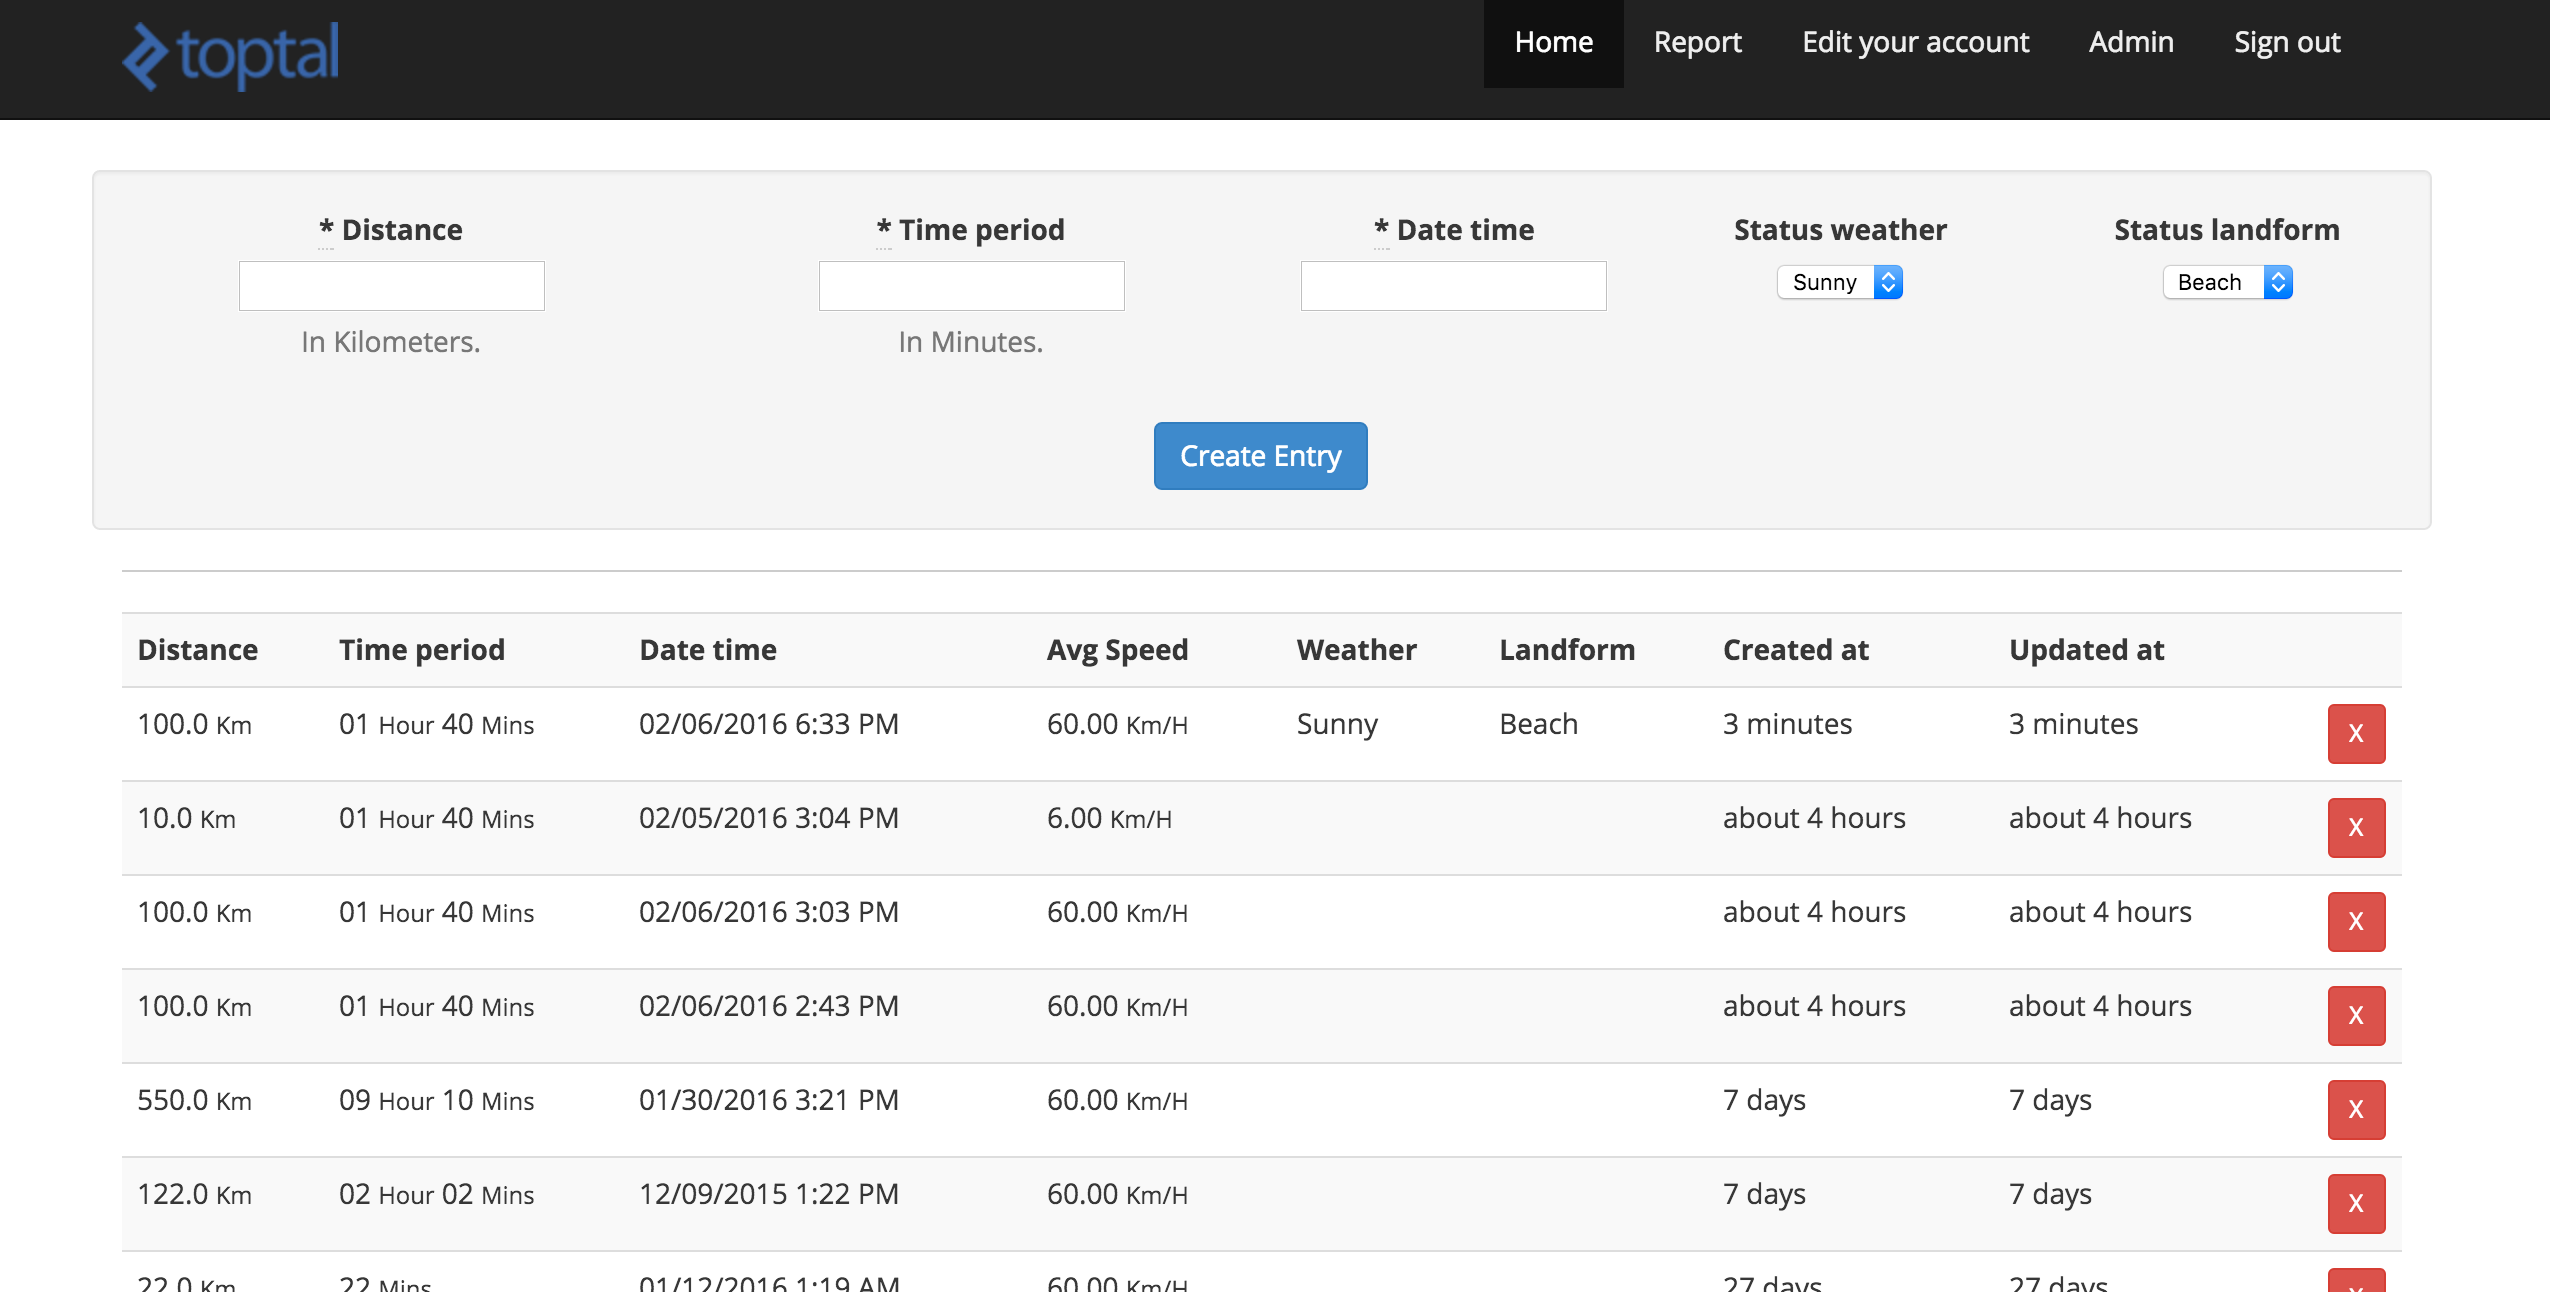 toptal Home Report Edit your account Admin Sign out
* Distance * Time period * Date time Status weather Status landform
Sunny Beach
In Kilometers. In Minutes.
Create Entry
Distance Time period Date time Avg Speed Weather Landform Created at Updated at
100.0 Km 01 Hour 40 Mins 02/06/2016 6:33 PM 60.00 Km/H Sunny Beach 3 minutes 3 minutes X
10.0 Km 01 Hour 40 Mins 02/05/2016 3:04 PM 6.00 Km/H about 4 hours about 4 hours X
100.0 Km 01 Hour 40 Mins 02/06/2016 3:03 PM 60.00 Km/H about 4 hours about 4 hours X
100.0 Km 01 Hour 40 Mins 02/06/2016 2:43 PM 60.00 Km/H about 4 hours about 4 hours X
550.0 Km 09 Hour 10 Mins 01/30/2016 3:21 PM 60.00 Km/H 7 days 7 days X
122.0 Km 02 Hour 02 Mins 12/09/2015 1:22 PM 60.00 Km/H 7 days 7 days X
22.0 Km 22 Mins 01/12/2016 1:19 AM 60.00 Km/H 27 days 27 days X